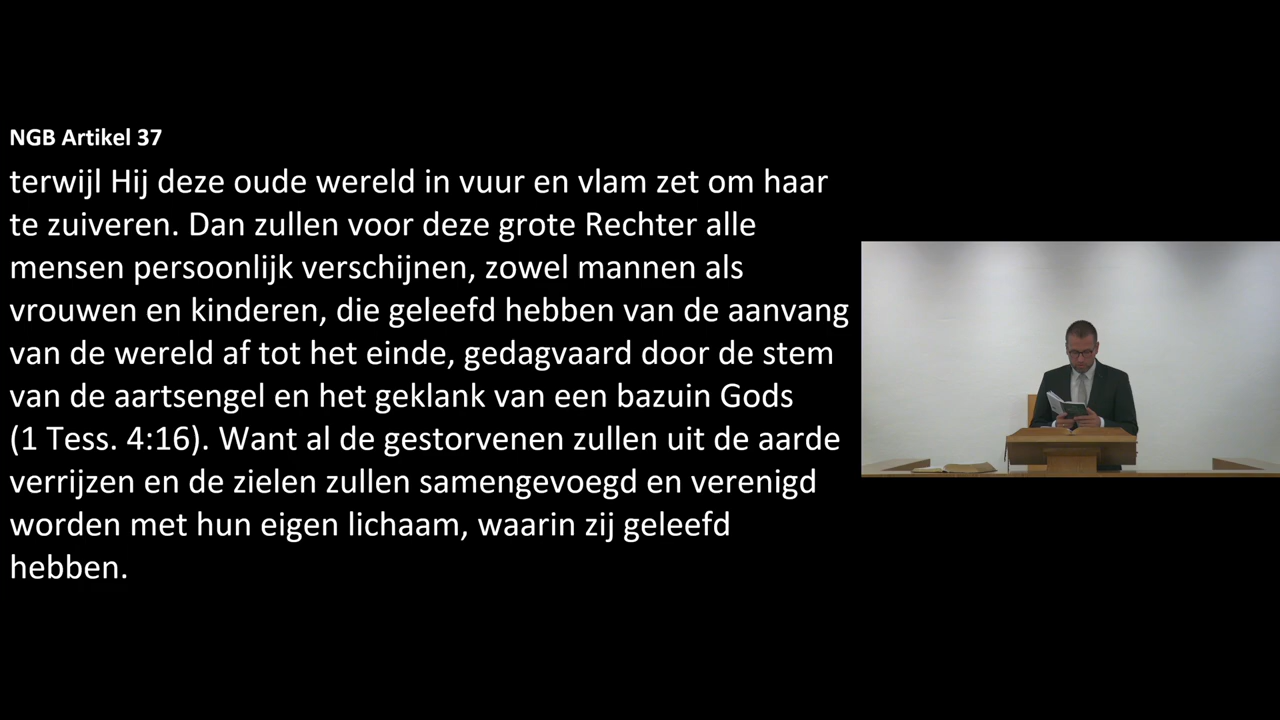 NGB Artikel 37
terwijl Hij deze oude wereld in vuur en vlam zet om haar
te zuiveren. Dan zullen voor deze grote Rechter alle
mensen persoonlijk verschijnen, zowel mannen als
vrouwen en kinderen, die geleefd hebben van de aanvang
van de wereld af tot het einde, gedagvaard door de stem
van de aartsengel en het geklank van een bazuin Gods
(1 Tess. 4:16). Want al de gestorvenen zullen uit de aarde
verrijzen en de zielen zullen samengevoegd en verenigd
worden met hun eigen lichaam, waarin zij geleefd
hebben.